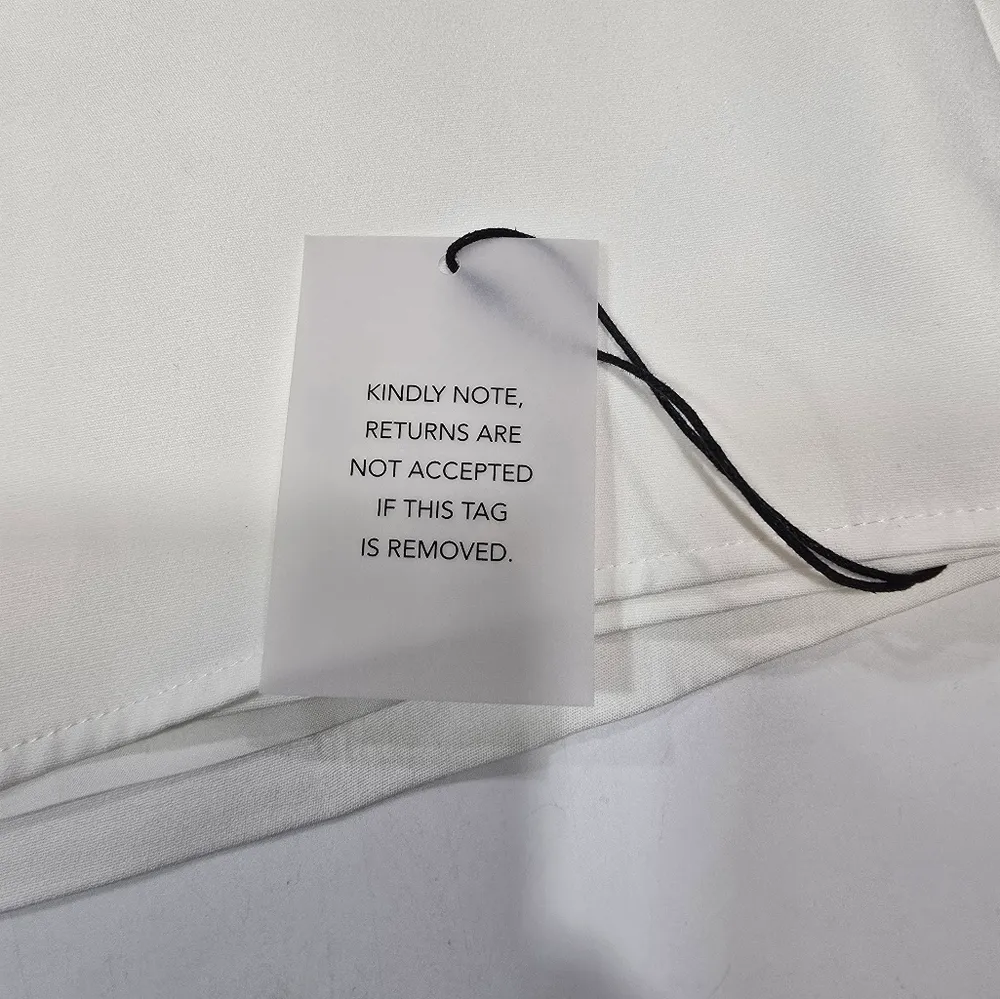 KINDLY NOTE,
RETURNS ARE
NOT ACCEPTED
IF THIS TAG
IS REMOVED.